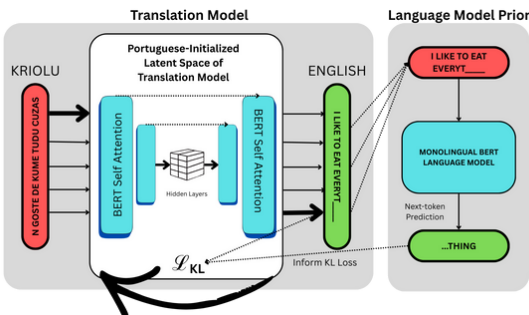 Translation Model
Language Model Prior
Portuguese-Initialized
Latent Space of
Translation Model
KRIOLU
ENGLISH
N GOSTE DE KUME TUDU CUZAS
BERT Self Attention
Hidden Layers
BERT Self Attention
I LIKE TO EAT EVERYT____
I LIKE TO EAT
EVERYT____
MONOLINGUAL BERT
LANGUAGE MODEL
Next-token
Prediction
...THING
ℒ KL
Inform KL Loss